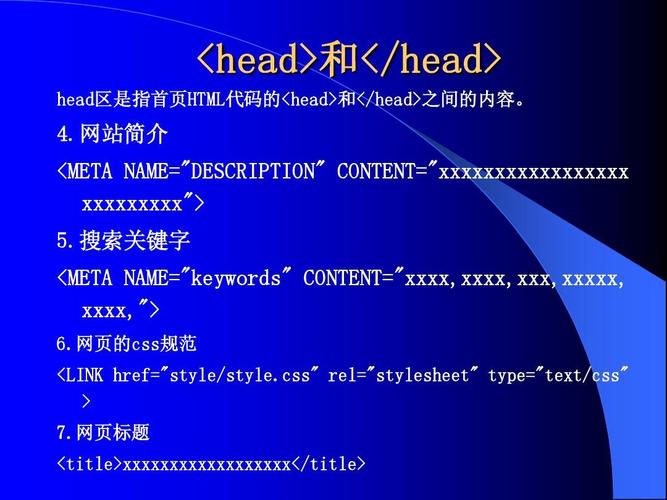 <head>和</head>
head区是指首页HTML代码的<head>和</head>之间的内容。
4.网站简介
<META NAME="DESCRIPTION" CONTENT="xxxxxxxxxxxxxxxxx
xxxxxxxxx">
5.搜索关键字
<META NAME="keywords" CONTENT="xxxx,xxxx,xxx,xxxxx,
xxxx,">
6.网页的css规范
<LINK href="style/style.css" rel="stylesheet" type="text/css"
>
7.网页标题
<title>xxxxxxxxxxxxxxxxxx</title>